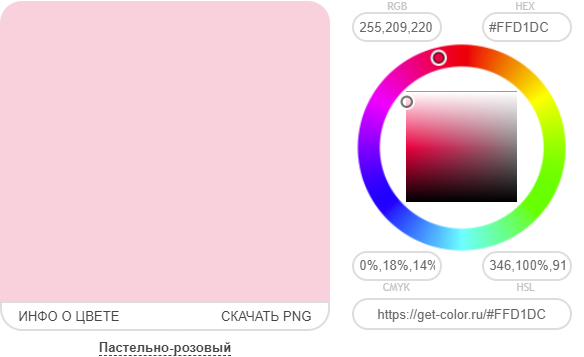 RGB
HEX
255,209,220
#FFD1DC
0%,18%,14%
346,100%,91
CMYK
HSL
ИНФО О ЦВЕТЕ
СКАЧАТЬ PNG
https://get-color.ru/#FFD1DC
Пастельно-розовый